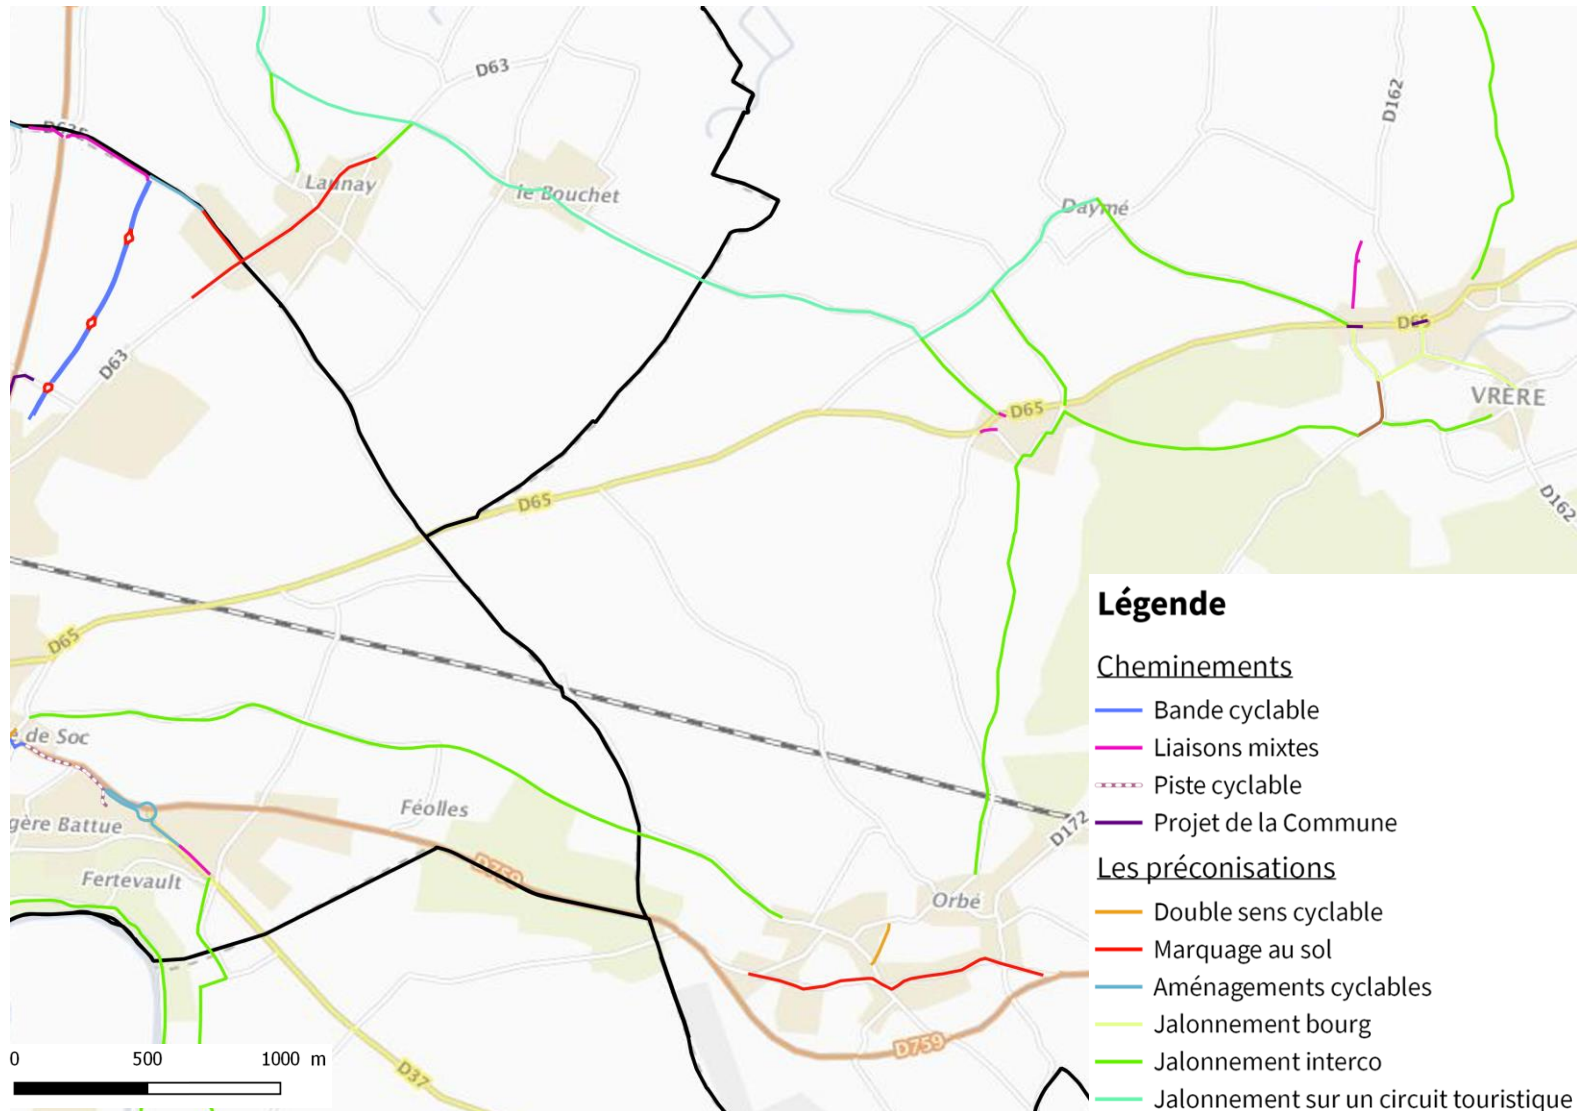 D63
D162
Launay
le Bouchet
Daymé
D65
D63
VRÈRE
D65
D65
D162
D65
e de Soc
gère Battue
Féolles
D759
Fertevault
Orbé
D172
D759
D37
0 500 1000 m
Légende
Cheminements
Bande cyclable
Liaisons mixtes
Piste cyclable
Projet de la Commune
Les préconisations
Double sens cyclable
Marquage au sol
Aménagements cyclables
Jalonnement bourg
Jalonnement interco
Jalonnement sur un circuit touristique